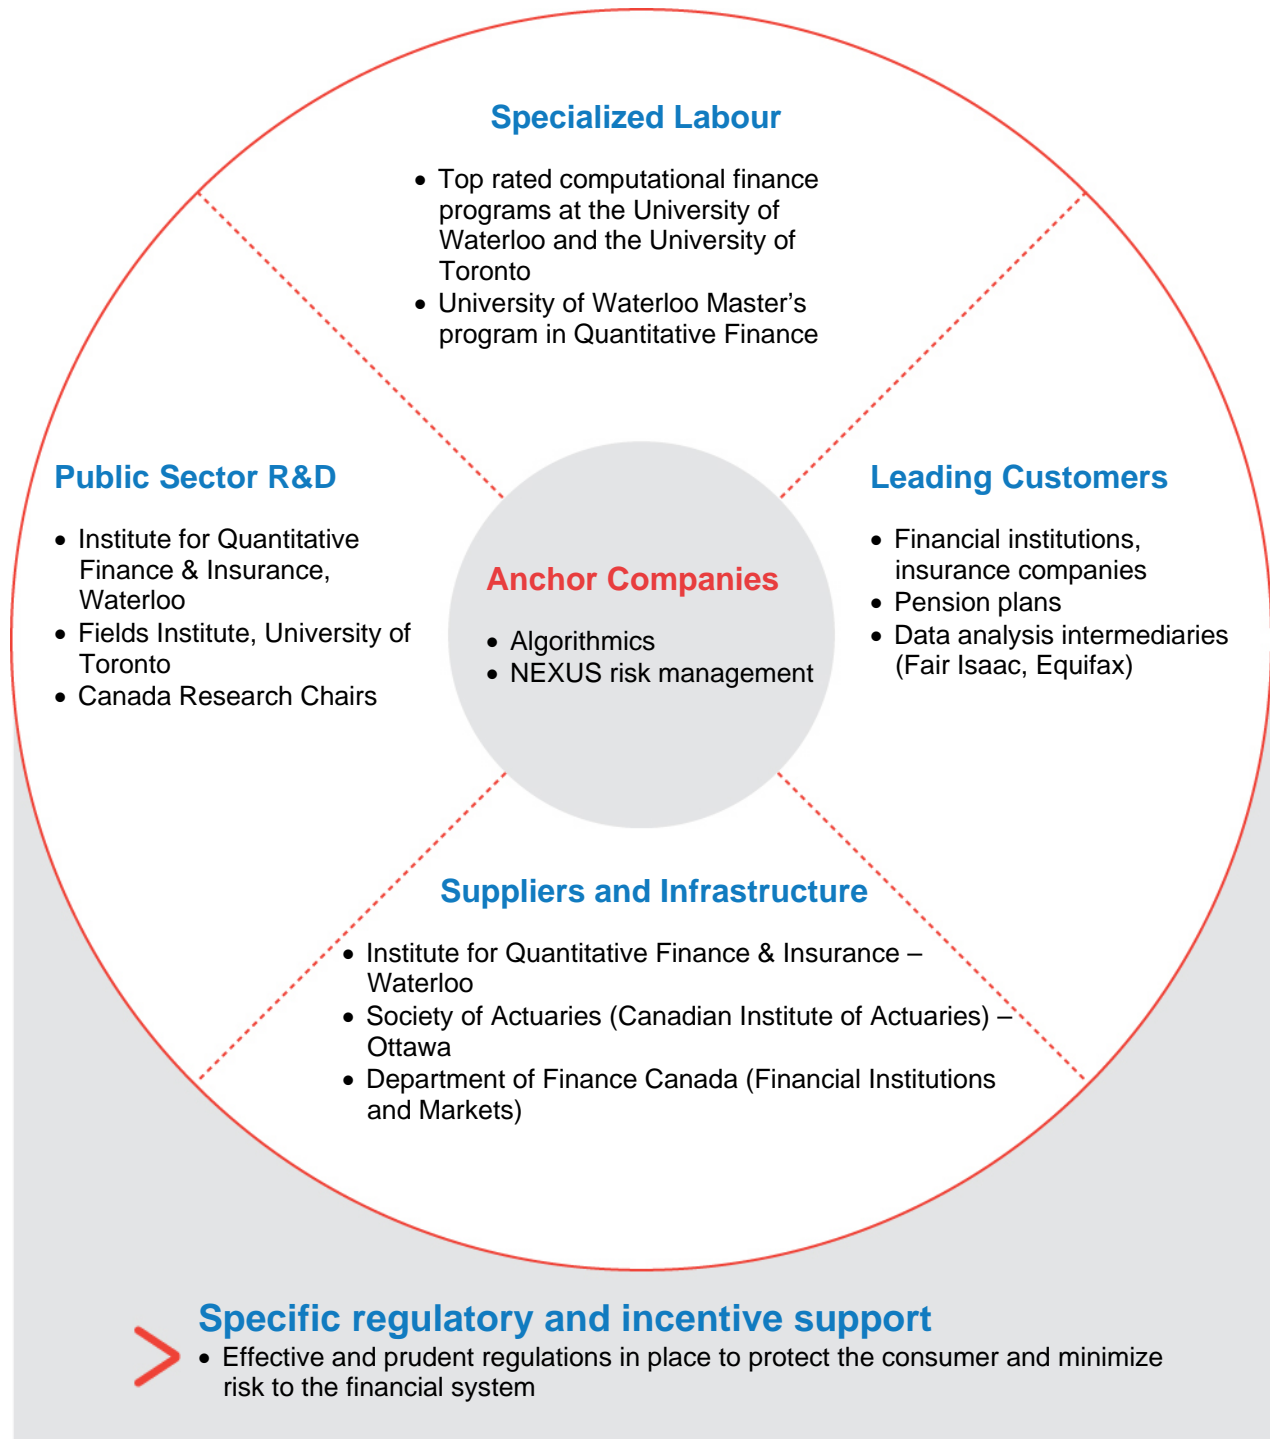 Specialized Labour
• Top rated computational finance
programs at the University of
Waterloo and the University of
Toronto
• University of Waterloo Master’s
program in Quantitative Finance
Public Sector R&D
• Institute for Quantitative
Finance & Insurance,
Waterloo
• Fields Institute, University of
Toronto
• Canada Research Chairs
Anchor Companies
• Algorithmics
• NEXUS risk management
Leading Customers
• Financial institutions,
insurance companies
• Pension plans
• Data analysis intermediaries
(Fair Isaac, Equifax)
Suppliers and Infrastructure
• Institute for Quantitative Finance & Insurance –
Waterloo
• Society of Actuaries (Canadian Institute of Actuaries) –
Ottawa
• Department of Finance Canada (Financial Institutions
and Markets)
Specific regulatory and incentive support
• Effective and prudent regulations in place to protect the consumer and minimize
risk to the financial system